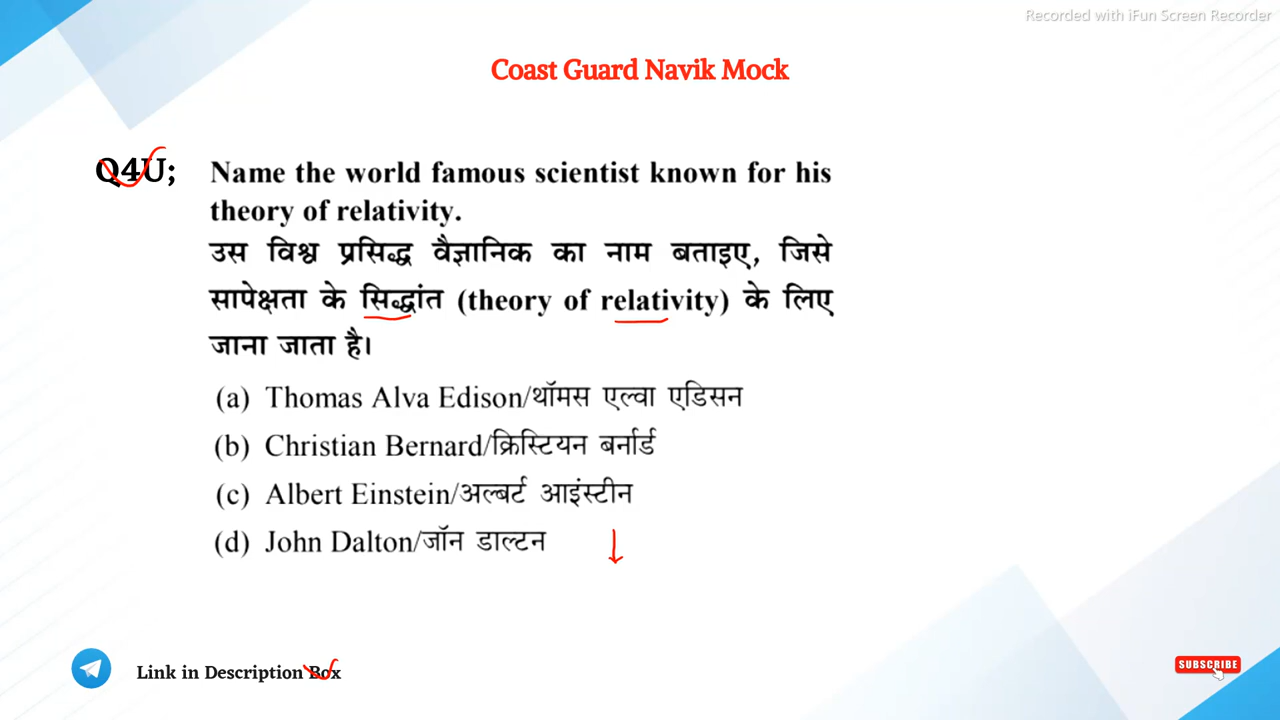 Recorded with iFun Screen Recorder
Coast Guard Navik Mock
Q4U; Name the world famous scientist known for his
theory of relativity.
उस विश्व प्रसिद्ध वैज्ञानिक का नाम बताइए, जिसे
सापेक्षता के सिद्धांत (theory of relativity) के लिए
जाना जाता है।
(a) Thomas Alva Edison/थॉमस एल्वा एडिसन
(b) Christian Bernard/क्रिस्टियन बर्नार्ड
(c) Albert Einstein/अल्बर्ट आइंस्टीन
(d) John Dalton/जॉन डाल्टन
Link in Description Box
SUBSCRIBE